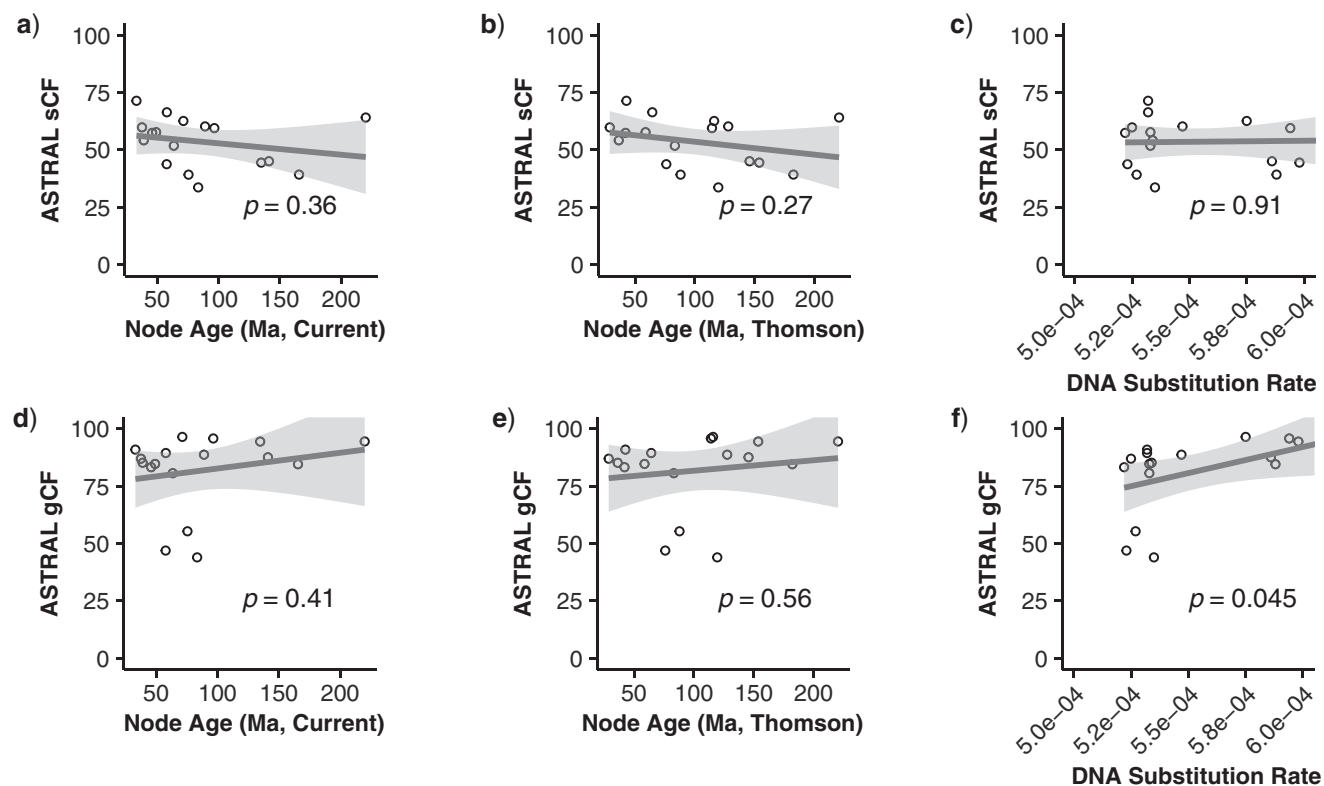 a)
100
75
50
25
0
ASTRAL sCF
p = 0.36
50 100 150 200
Node Age (Ma, Current)
b)
100
75
50
25
0
ASTRAL sCF
p = 0.27
50 100 150 200
Node Age (Ma, Thomson)
c)
100
75
50
25
0
ASTRAL sCF
p = 0.91
5.0e−04 5.2e−04 5.5e−04 5.8e−04 6.0e−04
DNA Substitution Rate
d)
100
75
50
25
0
ASTRAL gCF
p = 0.41
50 100 150 200
Node Age (Ma, Current)
e)
100
75
50
25
0
ASTRAL gCF
p = 0.56
50 100 150 200
Node Age (Ma, Thomson)
f)
100
75
50
25
0
ASTRAL gCF
p = 0.045
5.0e−04 5.2e−04 5.5e−04 5.8e−04 6.0e−04
DNA Substitution Rate